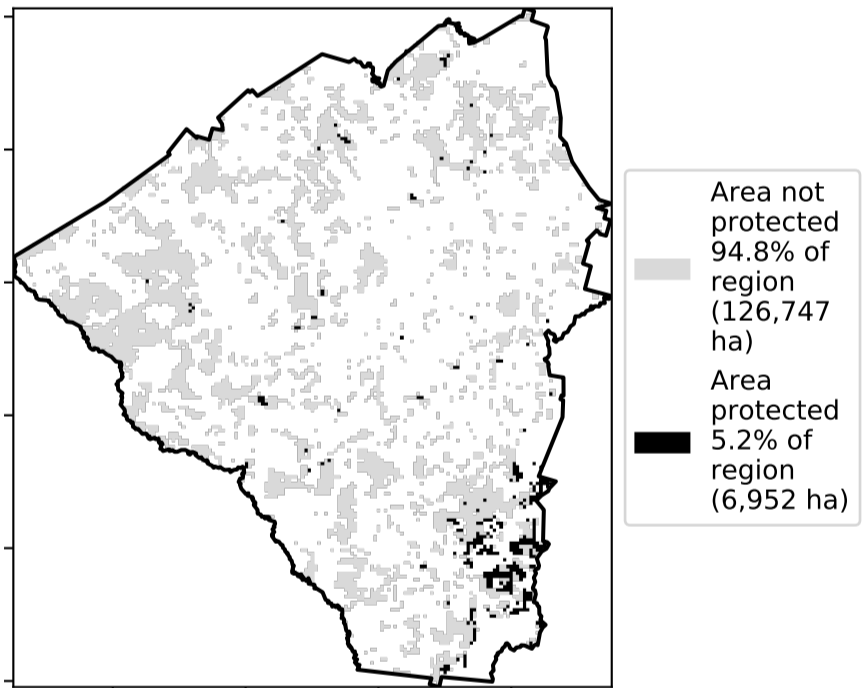 Area not
protected
94.8% of
region
(126,747
ha)
Area
protected
5.2% of
region
(6,952 ha)